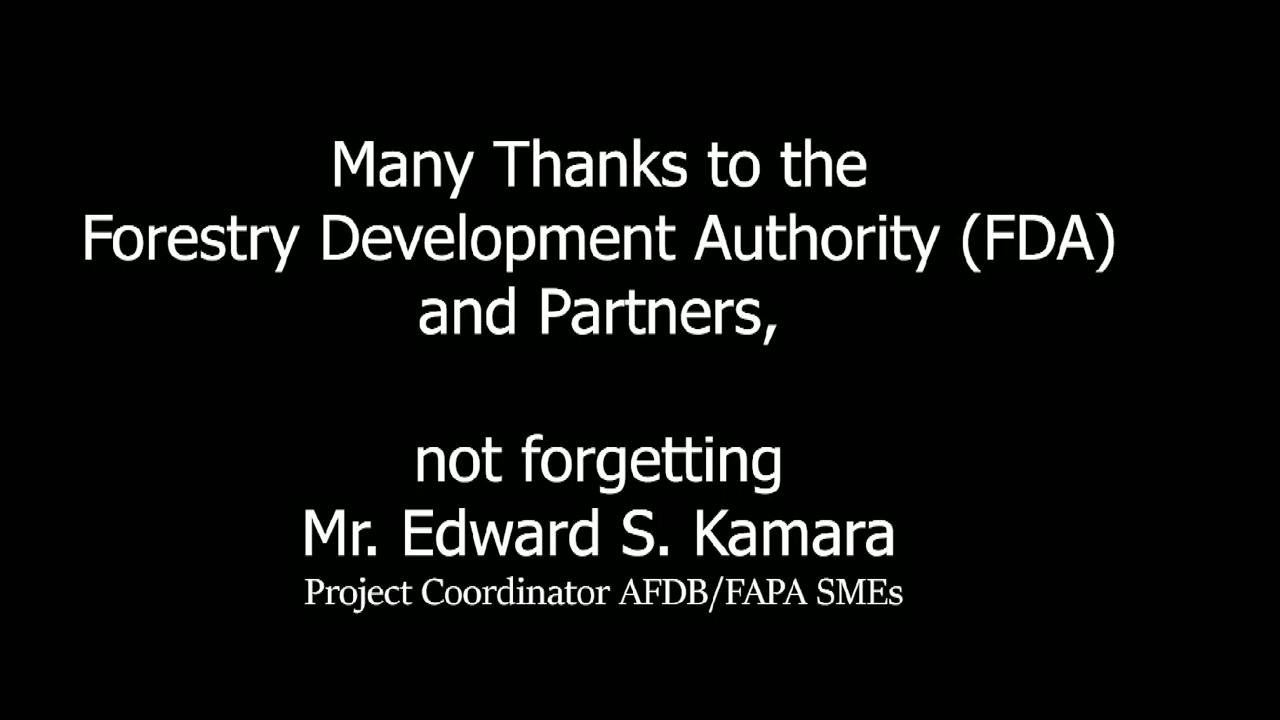 Many Thanks to the
Forestry Development Authority (FDA)
and Partners,
not forgetting
Mr. Edward S. Kamara
Project Coordinator AFDB/FAPA SMEs